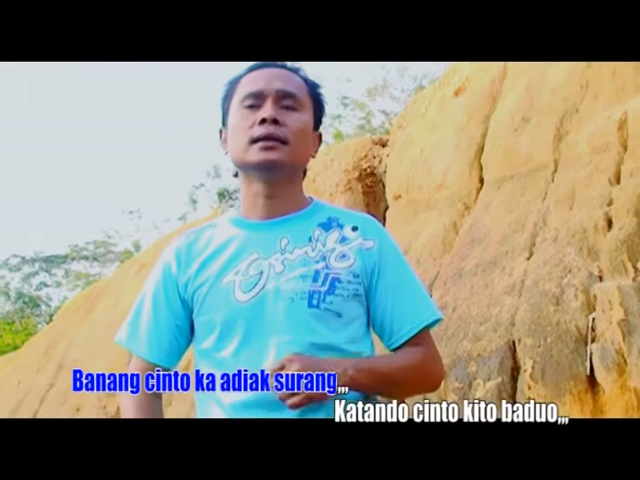 Banang cinto ka adiak surang,,,
Katando cinto kito baduo,,,